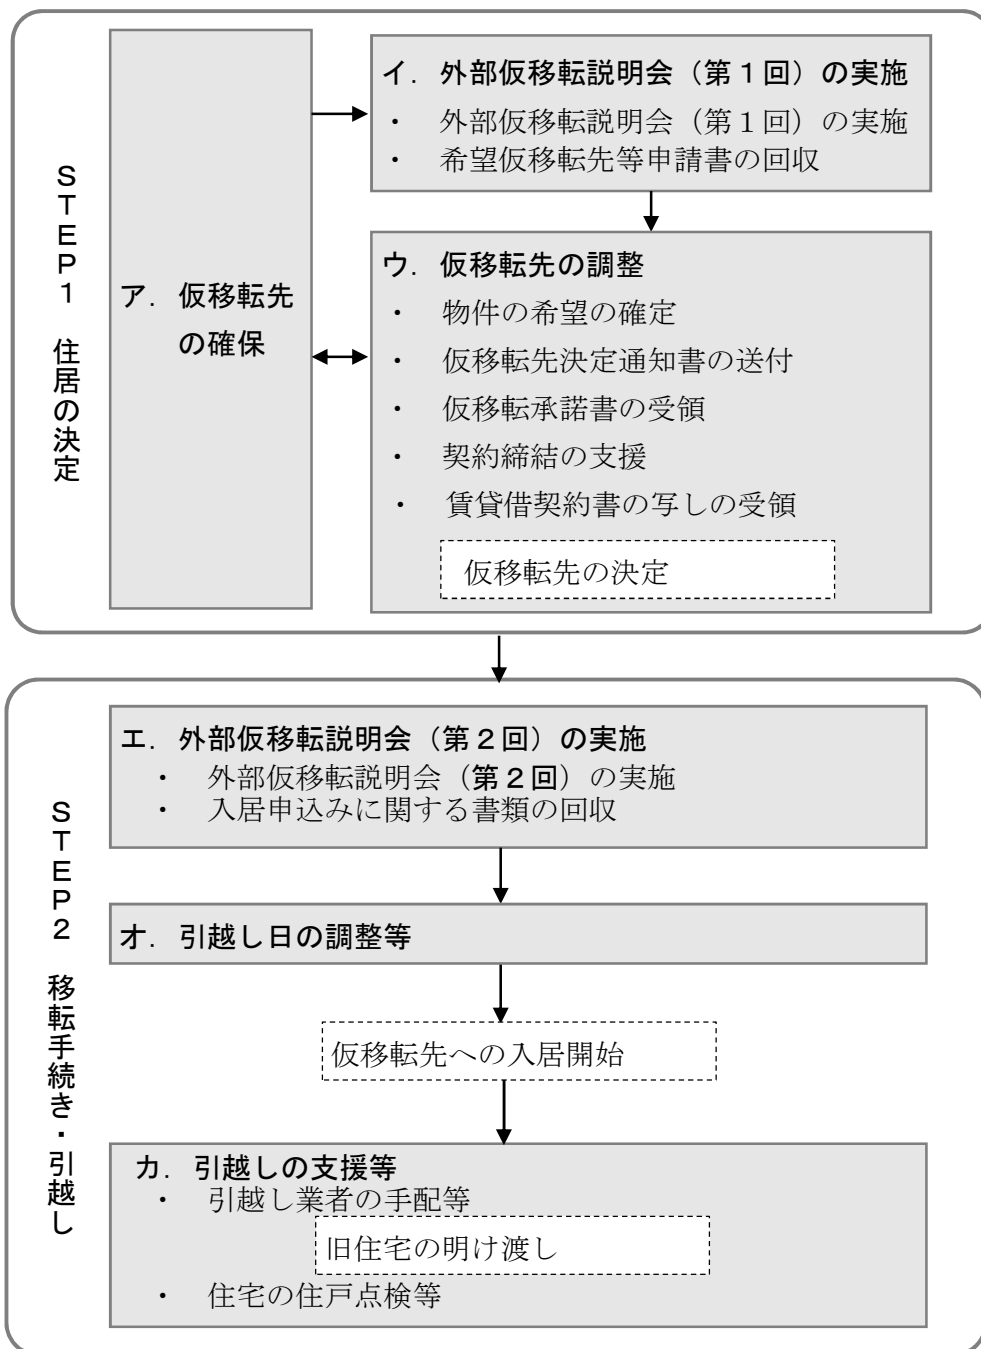 STEP1 住居の決定
ア．仮移転先
の確保
イ．外部仮移転説明会（第１回）の実施
・ 外部仮移転説明会（第１回）の実施
・ 希望仮移転先等申請書の回収
ウ．仮移転先の調整
・ 物件の希望の確定
・ 仮移転先決定通知書の送付
・ 仮移転承諾書の受領
・ 契約締結の支援
・ 賃貸借契約書の写しの受領
仮移転先の決定
STEP2 移転手続き・引越し
エ．外部仮移転説明会（第２回）の実施
・ 外部仮移転説明会（第２回）の実施
・ 入居申込みに関する書類の回収
オ．引越し日の調整等
仮移転先への入居開始
カ．引越しの支援等
・ 引越し業者の手配等
旧住宅の明け渡し
・ 住宅の住戸点検等